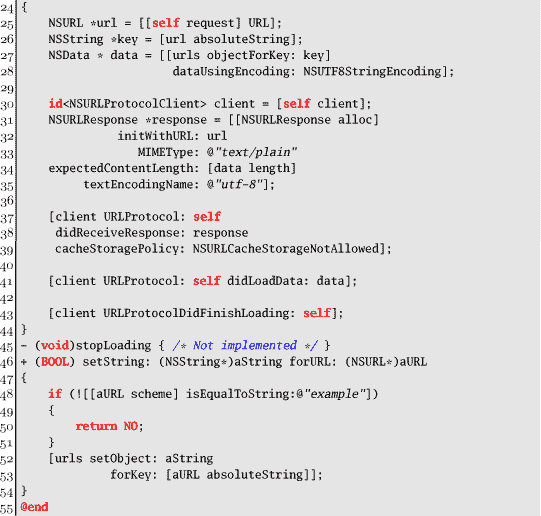 24 {
25     NSURL *url = [[self request] URL];
26     NSString *key = [url absoluteString];
27     NSData * data = [[urls objectForKey: key]
28                       dataUsingEncoding: NSUTF8StringEncoding];
29
30     id<NSURLProtocolClient> client = [self client];
31     NSURLResponse *response = [[NSURLResponse alloc]
32               initWithURL: url
33                  MIMEType: @"text/plain"
34     expectedContentLength: [data length]
35          textEncodingName: @"utf-8"];
36
37     [client URLProtocol: self
38      didReceiveResponse: response
39      cacheStoragePolicy: NSURLCacheStorageNotAllowed];
40
41     [client URLProtocol: self didLoadData: data];
42
43     [client URLProtocolDidFinishLoading: self];
44 }
45 - (void)stopLoading { /* Not implemented */ }
46 + (BOOL) setString: (NSString*)aString forURL: (NSURL*)aURL
47 {
48     if (![[aURL scheme] isEqualToString:@"example"])
49     {
50         return NO;
51     }
52     [urls setObject: aString
53              forKey: [aURL absoluteString]];
54 }
55 @end